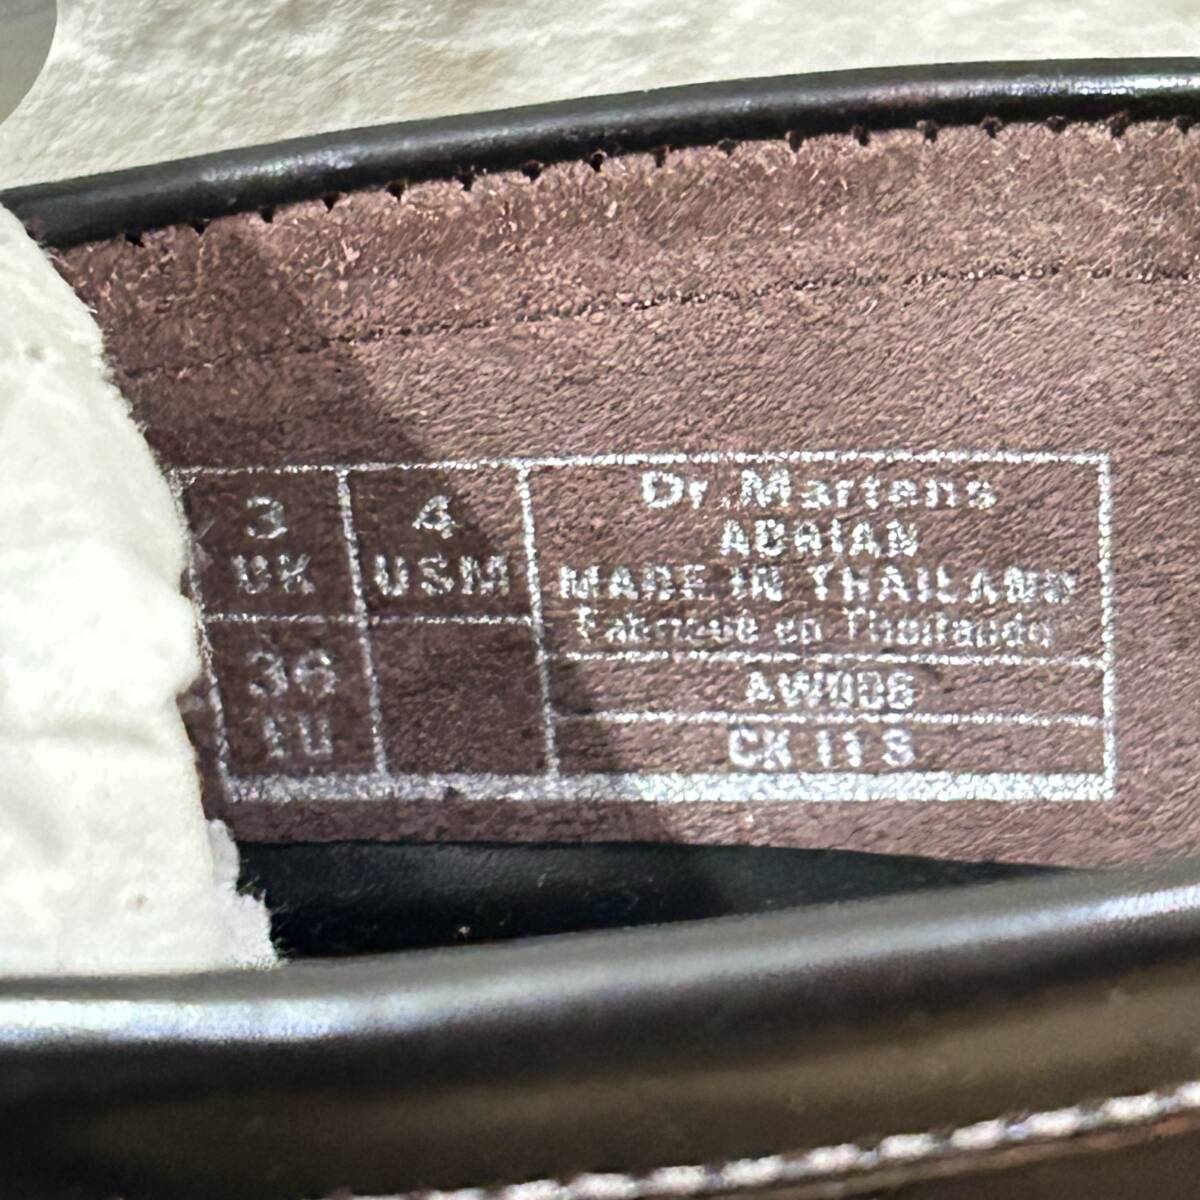 3
UK
4
USM
36
EU
Dr. Martens
ADRIAN
MADE IN THAILAND
Fabriqué en Thaïlande
AW006
CK 11 S